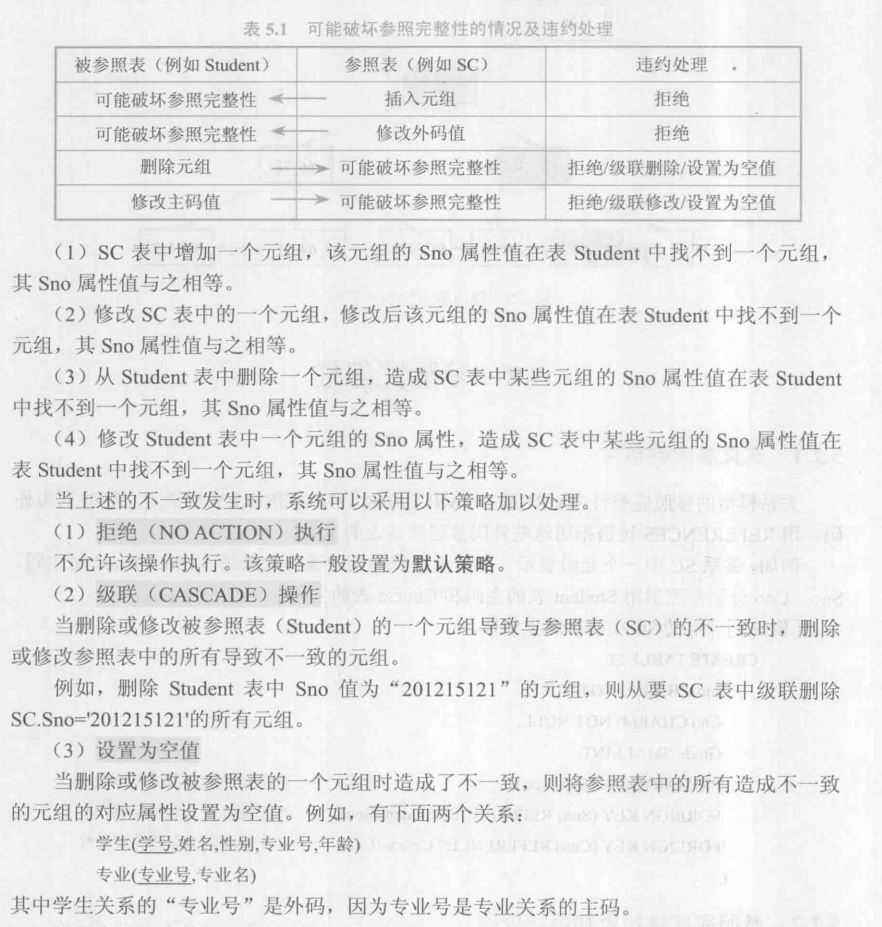 表 5.1 可能破坏参照完整性的情况及违约处理
被参照表（例如 Student） 参照表（例如 SC） 违约处理
可能破坏参照完整性 插入元组 拒绝
可能破坏参照完整性 修改外码值 拒绝
删除元组 可能破坏参照完整性 拒绝/级联删除/设置为空值
修改主码值 可能破坏参照完整性 拒绝/级联修改/设置为空值
（1）SC 表中增加一个元组，该元组的 Sno 属性值在表 Student 中找不到一个元组，
其 Sno 属性值与之相等。
（2）修改 SC 表中的一个元组，修改后该元组的 Sno 属性值在表 Student 中找不到一个
元组，其 Sno 属性值与之相等。
（3）从 Student 表中删除一个元组，造成 SC 表中某些元组的 Sno 属性值在表 Student
中找不到一个元组，其 Sno 属性值与之相等。
（4）修改 Student 表中一个元组的 Sno 属性，造成 SC 表中某些元组的 Sno 属性值在
表 Student 中找不到一个元组，其 Sno 属性值与之相等。
当上述的不一致发生时，系统可以采用以下策略加以处理。
（1）拒绝（NO ACTION）执行
不允许该操作执行。该策略一般设置为默认策略。
（2）级联（CASCADE）操作
当删除或修改被参照表（Student）的一个元组导致与参照表（SC）的不一致时，删除
或修改参照表中的所有导致不一致的元组。
例如，删除 Student 表中 Sno 值为“201215121”的元组，则从要 SC 表中级联删除
SC.Sno='201215121'的所有元组。
（3）设置为空值
当删除或修改被参照表的一个元组时造成了不一致，则将参照表中的所有造成不一致
的元组的对应属性设置为空值。例如，有下面两个关系：
学生(学号,姓名,性别,专业号,年龄)
专业(专业号,专业名)
其中学生关系的“专业号”是外码，因为专业号是专业关系的主码。